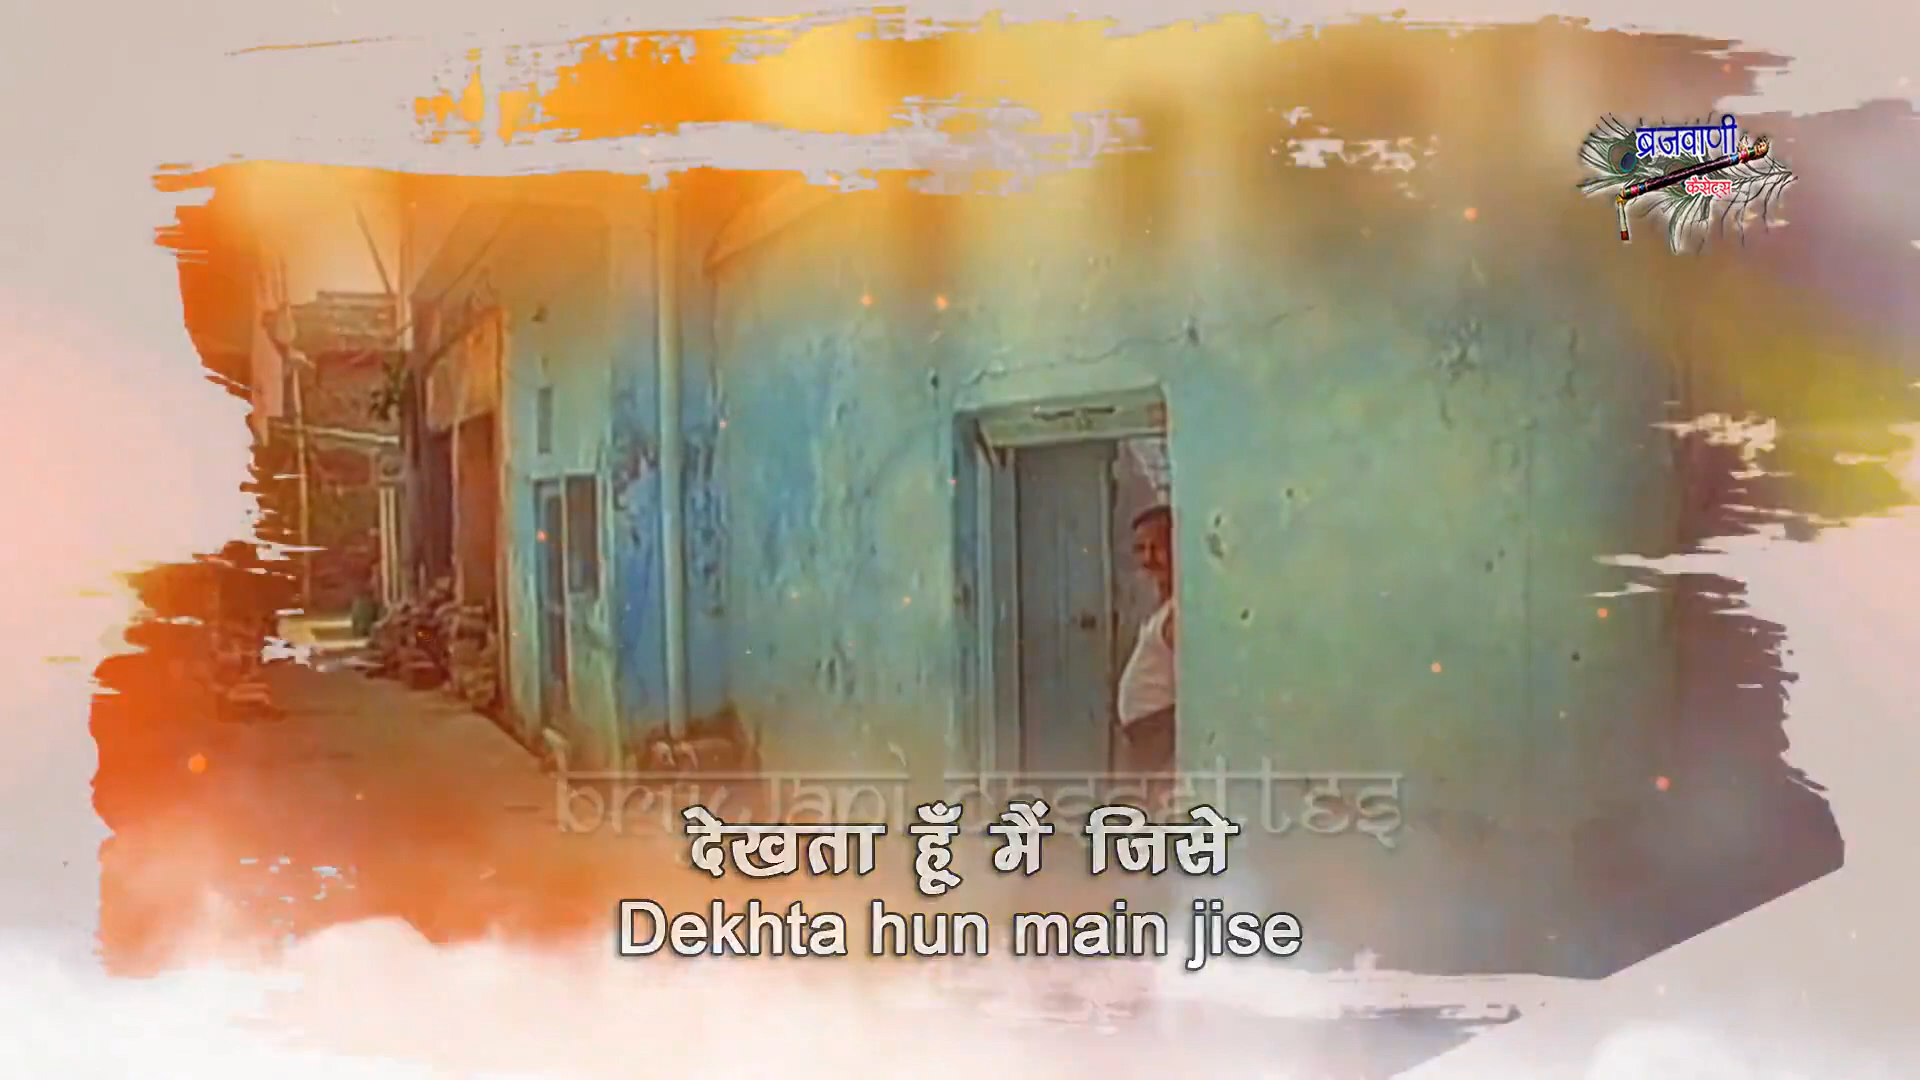 ब्रजवाणी
कैसेट्स
देखता हूँ मैं जिसे
Dekhta hun main jise